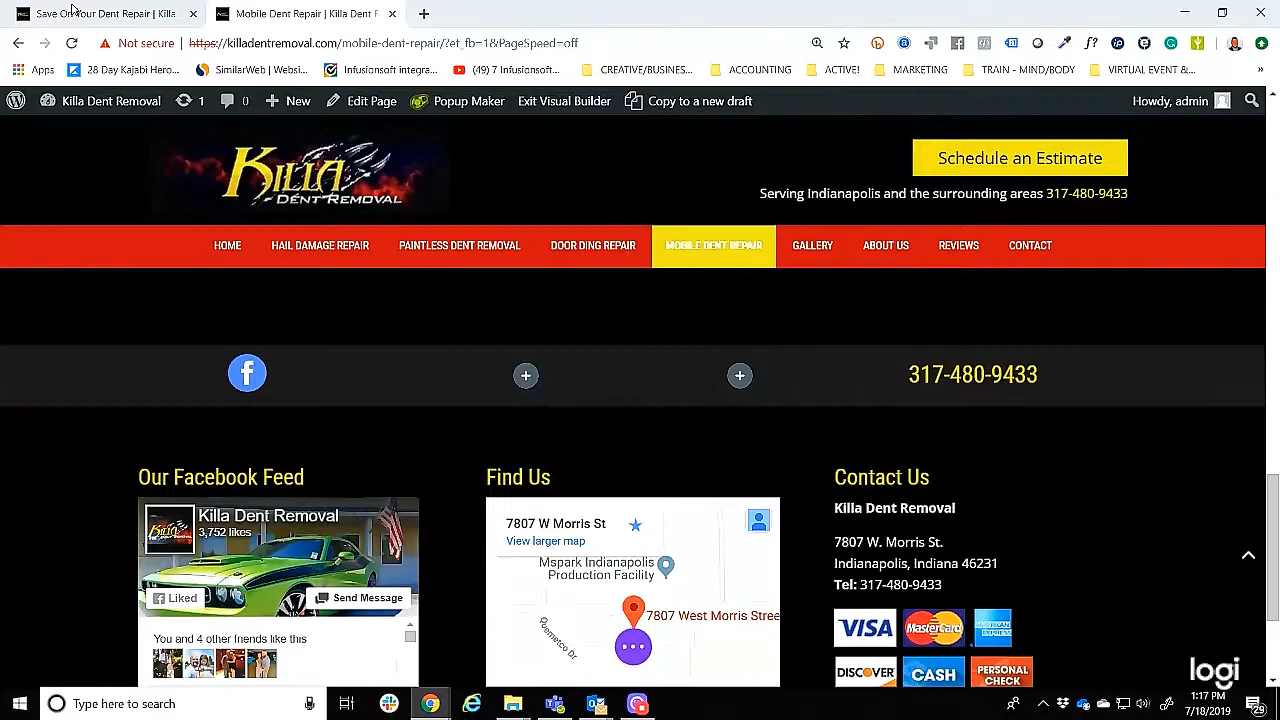 Save On Your Dent Repair | Killa
Mobile Dent Repair | Killa Dent F
Not secure
https://killadentremoval.com/mobile-dent-repair/?et_fb=1&PageSpeed=off
Apps
28 Day Kajabi Hero...
SimilarWeb | Websi...
Infusionsoft integra...
(49) 7 Infusionsoft...
CREATIVE/BUSINES...
ACCOUNTING
ACTIVE!
MARKETING
TRAIN - MIND/BODY
VIRTUAL EVENT &...
»
Killa Dent Removal
1
0
New
Edit Page
Popup Maker
Exit Visual Builder
Copy to a new draft
Howdy, admin
KILLA
DENT REMOVAL
Schedule an Estimate
Serving Indianapolis and the surrounding areas 317-480-9433
HOME
HAIL DAMAGE REPAIR
PAINTLESS DENT REMOVAL
DOOR DING REPAIR
MOBILE DENT REPAIR
GALLERY
ABOUT US
REVIEWS
CONTACT
317-480-9433
Our Facebook Feed
Killa Dent Removal
3,752 likes
Liked
Send Message
You and 4 other friends like this
Find Us
7807 W Morris St
View larger map
Mspark Indianapolis
Production Facility
7807 West Morris Stree
Quemetco Dr
Contact Us
Killa Dent Removal
7807 W. Morris St.
Indianapolis, Indiana 46231
Tel: 317-480-9433
VISA
MasterCard
AMERICAN EXPRESS
DISCOVER
CASH
PERSONAL
CHECK
logi
Type here to search
1:17 PM
7/18/2019
29